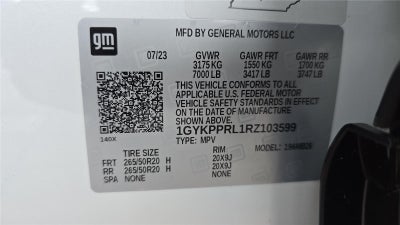 gm
MFD BY GENERAL MOTORS LLC
07/23 GVWR GAWR FRT GAWR RR
3175 KG 1550 KG 1700 KG
7000 LB 3417 LB 3747 LB
THIS VEHICLE CONFORMS TO ALL
APPLICABLE U.S. FEDERAL MOTOR
VEHICLE SAFETY STANDARDS IN EFFECT
ON THE DATE OF MANUFACTURE
SHOWN ABOVE.
1GYKPPRL1RZ103599
140X
TYPE: MPV MODEL:
TIRE SIZE RIM
FRT 265/50R20 H 20X9J
RR 265/50R20 H 20X9J
SPA NONE NONE